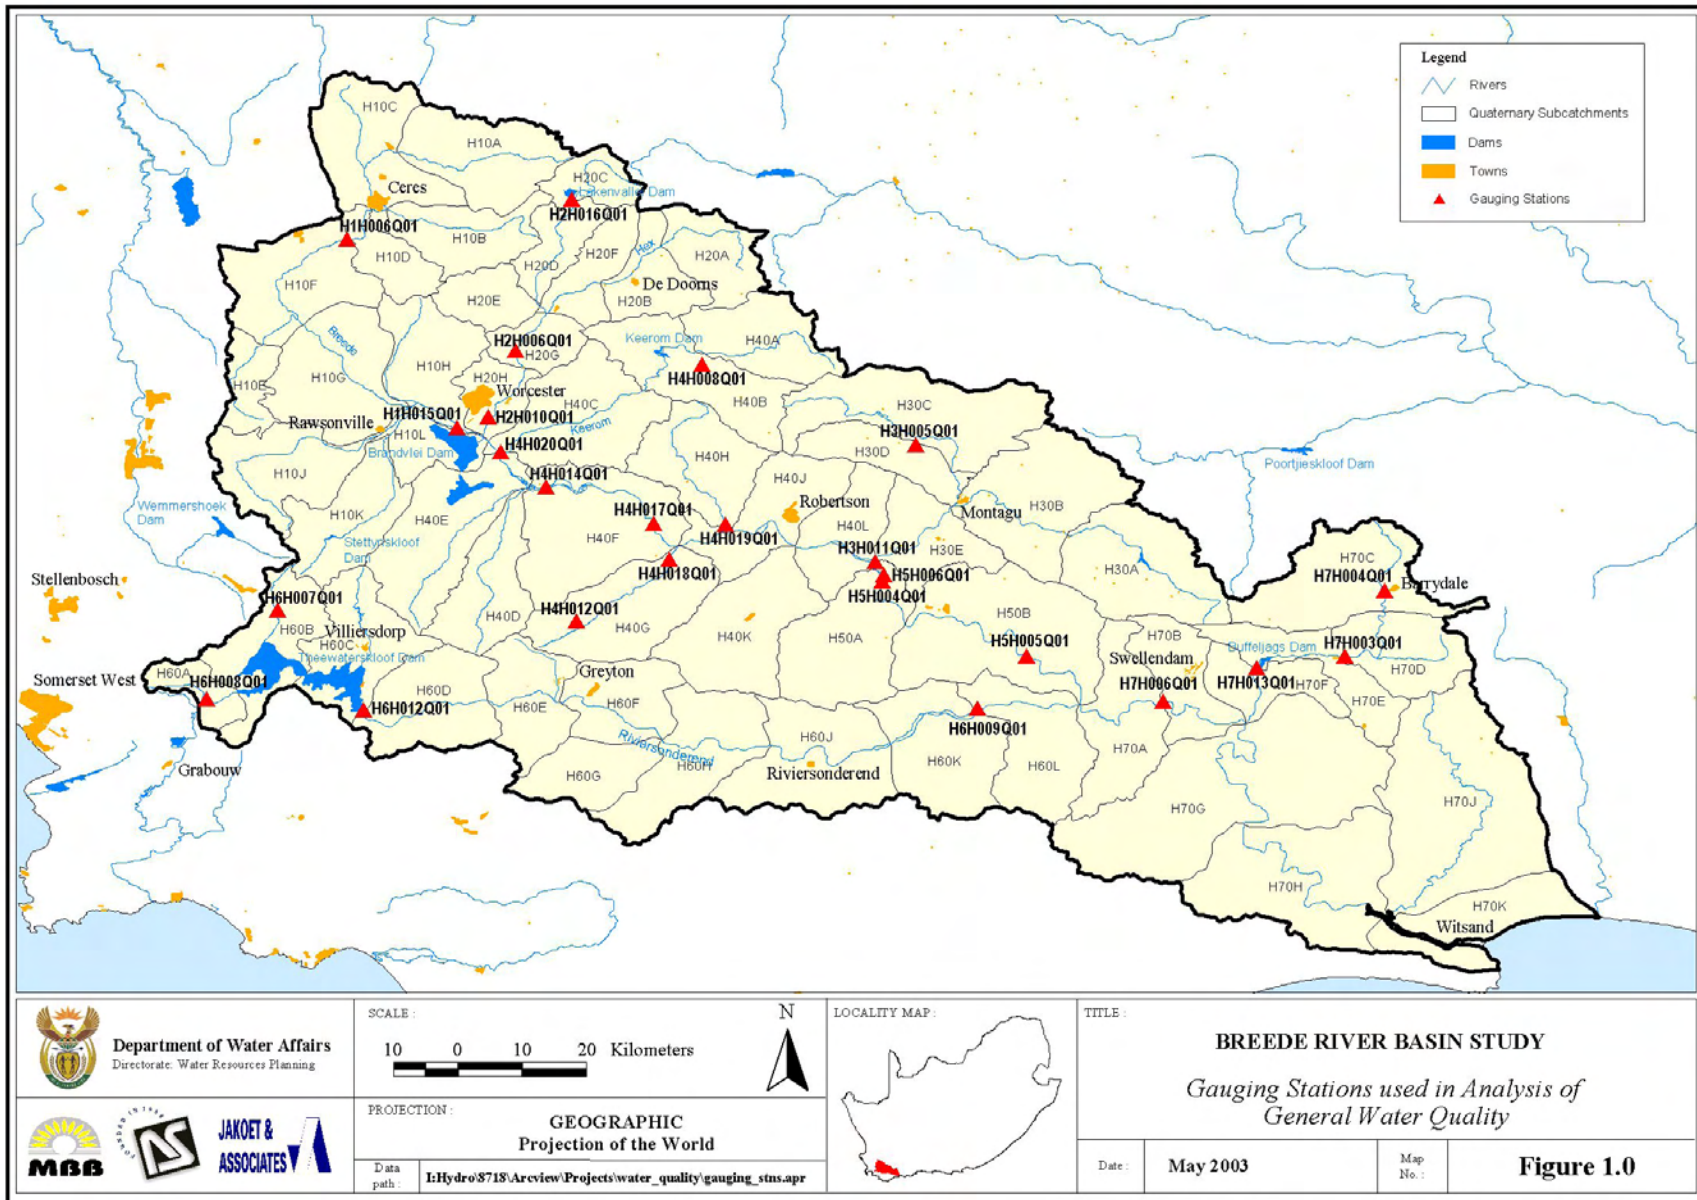 Legend
Rivers
Quaternary Subcatchments
Dams
Towns
Gauging Stations
H10C
H10A
H20C
Ceres
Lakenvallei Dam
H2H016Q01
H1H006Q01
H10B
H10D
H20D
H20F
Hex
H20A
H10F
H20E
De Doorns
H20B
Breede
H2H006Q01
H20G
Keerom Dam
H40A
H10H
H4H008Q01
H10E
H10G
H20H
Worcester
H40C
H40B
H30C
Rawsonville
H1H015Q01
H2H010Q01
Keerom
H3H005Q01
H10L
Brandvlei Dam
H4H020Q01
H40H
H30D
Poortjieskloof Dam
H10J
H4H014Q01
H40J
Robertson
Wemmershoek
Dam
H10K
H40E
H4H017Q01
H40L
Montagu
H30B
Stettynskloof
Dam
H40F
H4H019Q01
H3H011Q01
H30E
H70C
Stellenbosch
H4H018Q01
H5H006Q01
H30A
H7H004Q01
Barrydale
H6H007Q01
H4H012Q01
H5H004Q01
H60B
Villiersdorp
H40D
H40G
H40K
H50A
H50B
H60C
H5H005Q01
H70B
Buffeljags Dam
H7H003Q01
Theewaterskloof Dam
Swellendam
H60A
Somerset West
H6H008Q01
Greyton
H7H006Q01
H7H013Q01
H70F
H70D
H60D
H6H012Q01
H60E
H60F
H6H009Q01
H70E
Riviersonderend
H60J
H70A
Grabouw
H60G
H60H
Riviersonderend
H60K
H60L
H70G
H70J
H70H
H70K
Witsand
Department of Water Affairs
Directorate: Water Resources Planning
SCALE :
10 0 10 20 Kilometers
N
LOCALITY MAP :
TITLE :
BREEDE RIVER BASIN STUDY
Gauging Stations used in Analysis of
General Water Quality
MBB
FOUNDED IN 1920
JAKOET &
ASSOCIATES
PROJECTION :
GEOGRAPHIC
Projection of the World
Data
path :
I:\Hydro\8718\Arcview\Projects\water_quality\gauging_stns.apr
Date :
May 2003
Map
No. :
Figure 1.0